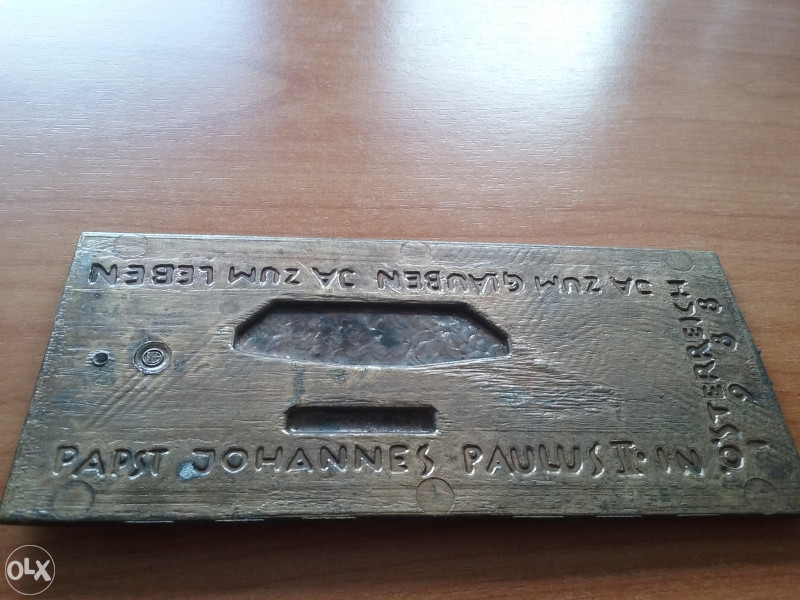 PAPST JOHANNES PAULUS II. IN
ÖSTERREICH
1988
JA ZUM GLAUBEN JA ZUM LEBEN
OLX